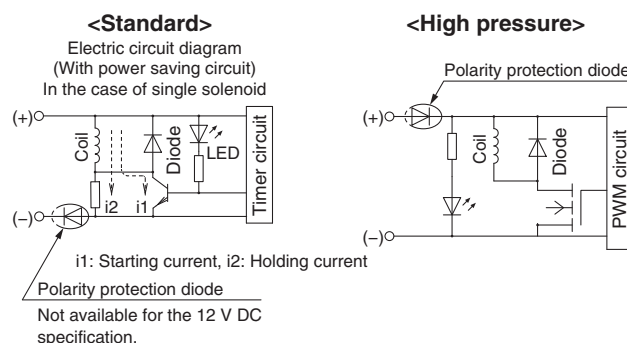 <Standard>
Electric circuit diagram
(With power saving circuit)
In the case of single solenoid
(+)
Coil
Diode
LED
Timer circuit
i2
i1
(−)
i1: Starting current, i2: Holding current
Polarity protection diode
Not available for the 12 V DC
specification.
<High pressure>
Polarity protection diode
(+)
Coil
Diode
PWM circuit
(−)